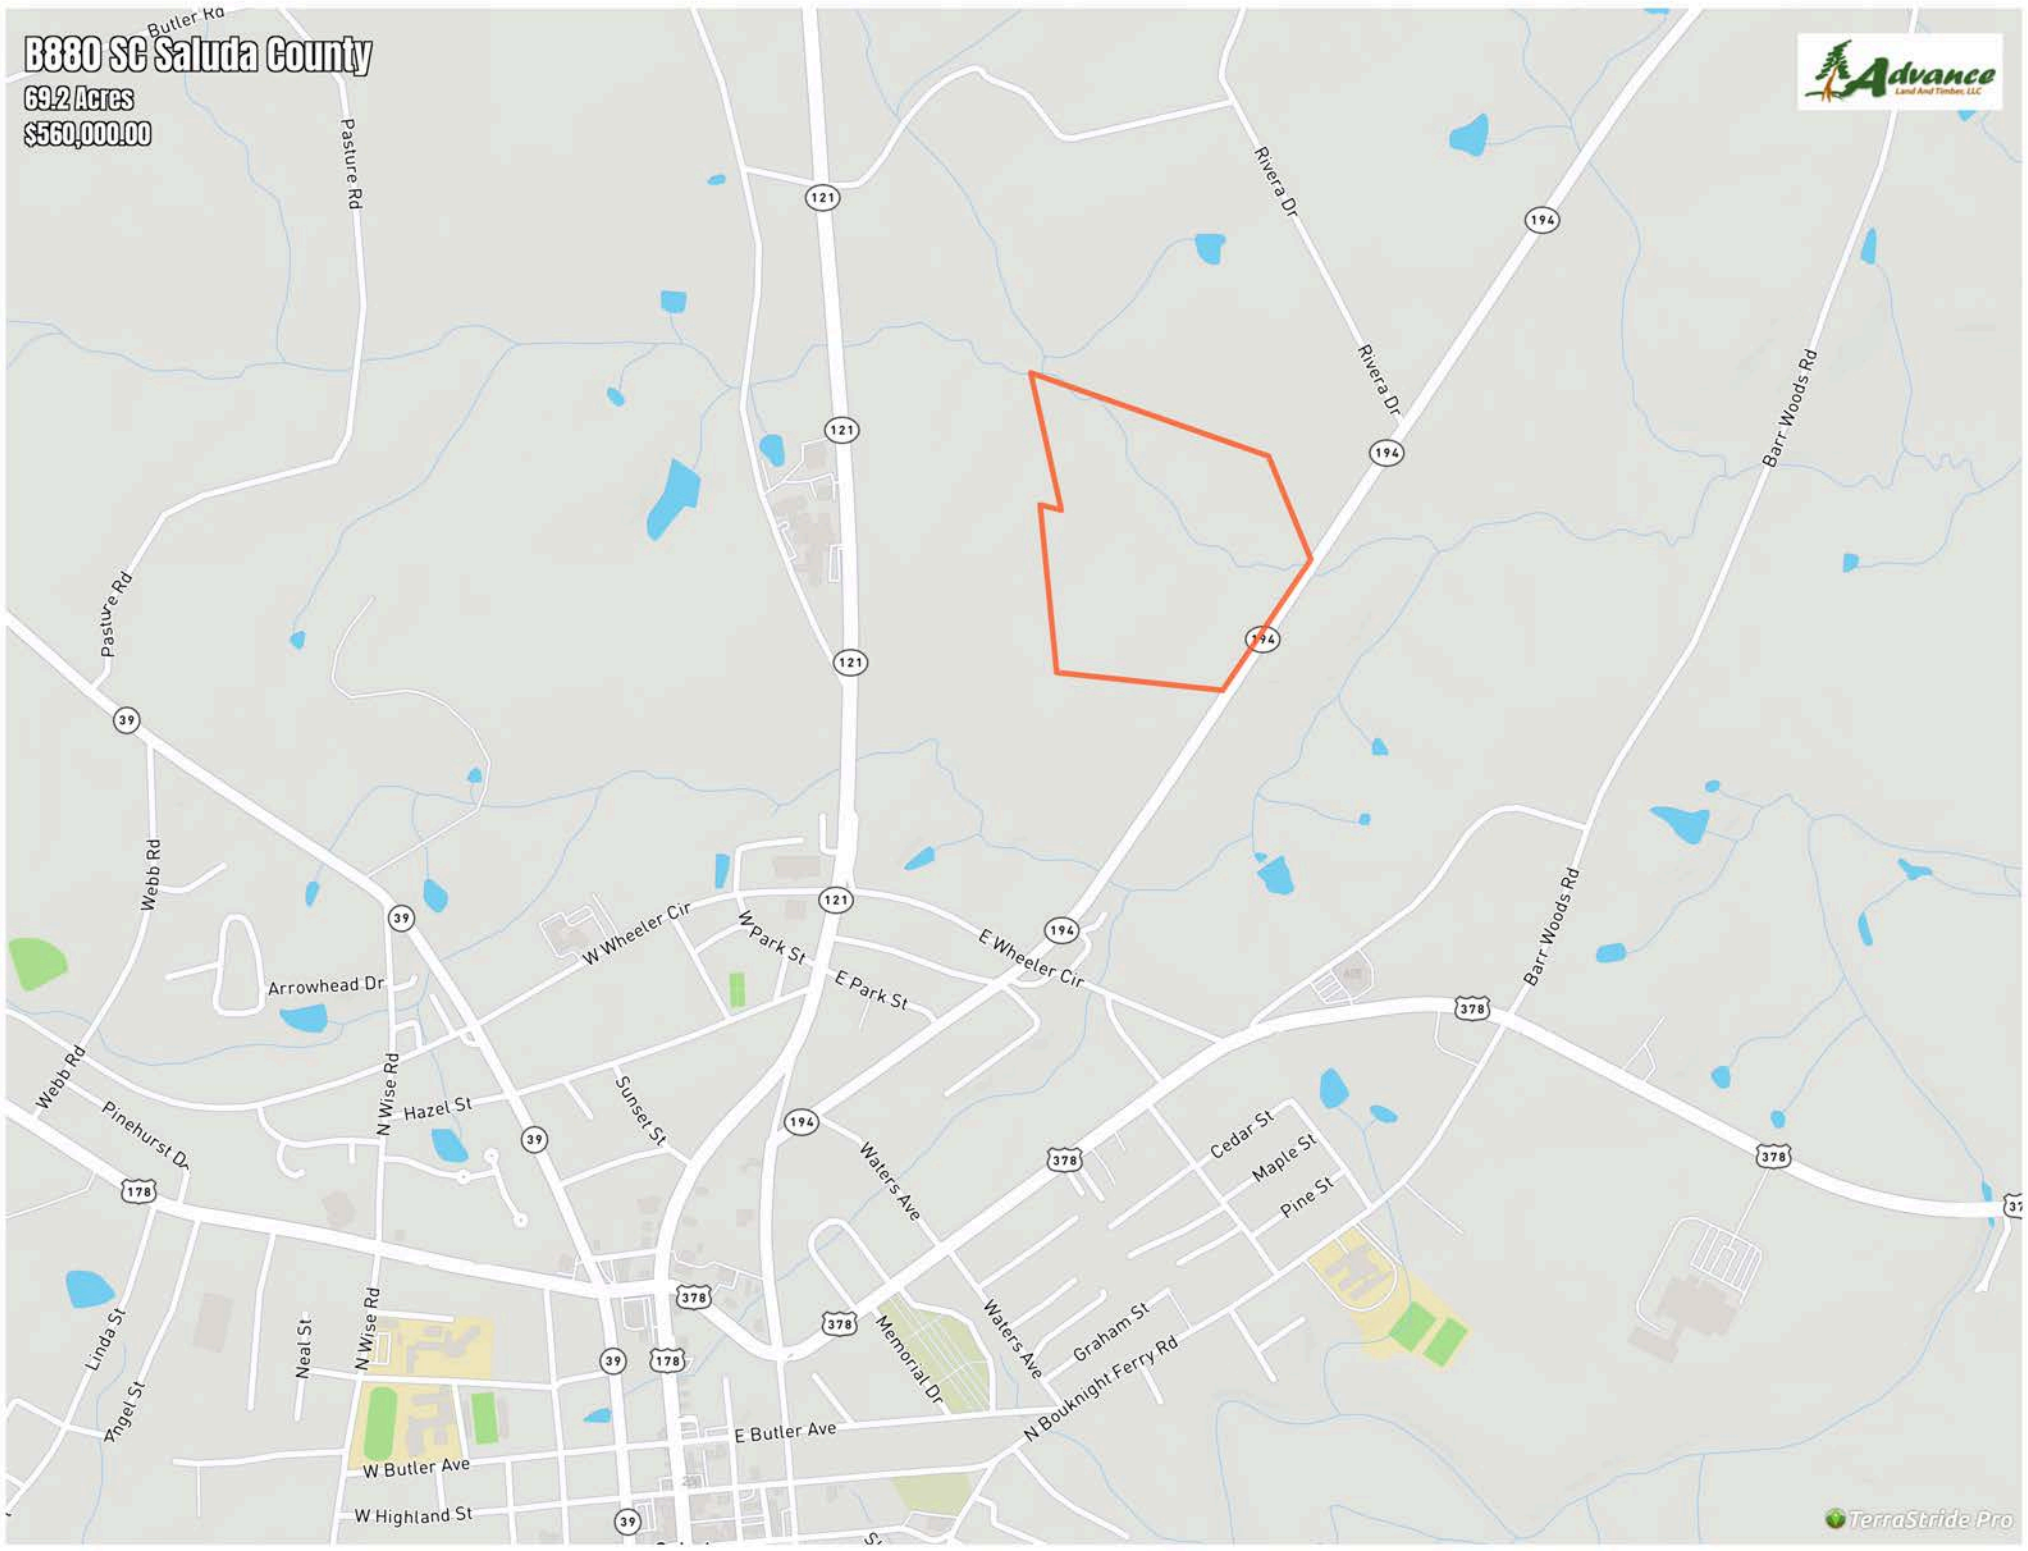 B880 SC Saluda County
69.2 Acres
$560,000.00
Advance
Land And Timber, LLC
Butler Rd
Pasture Rd
121
Rivera Dr
194
Rivera Dr
121
194
Barr Woods Rd
Pasture Rd
194
121
39
Webb Rd
121
39
W Wheeler Cir
W Park St
194
E Wheeler Cir
E Park St
Barr Woods Rd
Arrowhead Dr
378
Webb Rd
N Wise Rd
Hazel St
Sunset St
Pinehurst Dr
194
39
Waters Ave
Cedar St
Maple St
378
378
178
Pine St
37
Linda St
Neal St
N Wise Rd
378
378
Waters Ave
Memorial Dr
Graham St
39
178
N Bouknight Ferry Rd
Angel St
E Butler Ave
W Butler Ave
W Highland St
39
St
TerraStride Pro